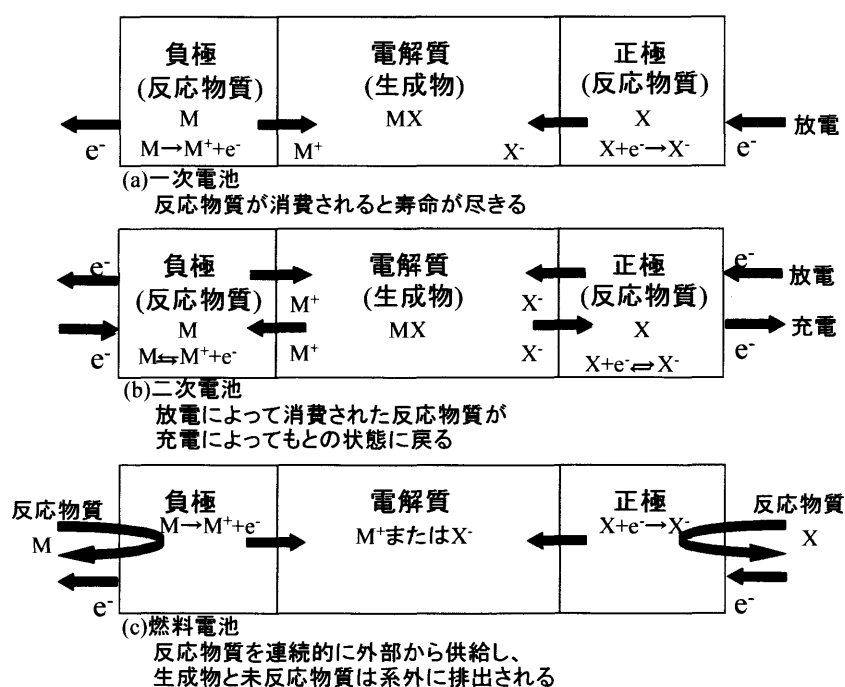 負極
(反応物質)
M
M→M⁺+e⁻
電解質
(生成物)
MX
M⁺
X⁻
正極
(反応物質)
X
X+e⁻→X⁻
e⁻
e⁻
放電
(a)一次電池
反応物質が消費されると寿命が尽きる
負極
(反応物質)
M
M⇆M⁺+e⁻
電解質
(生成物)
MX
M⁺
M⁺
X⁻
X⁻
正極
(反応物質)
X
X+e⁻⇔X⁻
e⁻
e⁻
e⁻
e⁻
放電
充電
(b)二次電池
放電によって消費された反応物質が
充電によってもとの状態に戻る
反応物質
M
e⁻
負極
M→M⁺+e⁻
電解質
M⁺またはX⁻
正極
X+e⁻→X⁻
反応物質
X
e⁻
(c)燃料電池
反応物質を連続的に外部から供給し、
生成物と未反応物質は系外に排出される